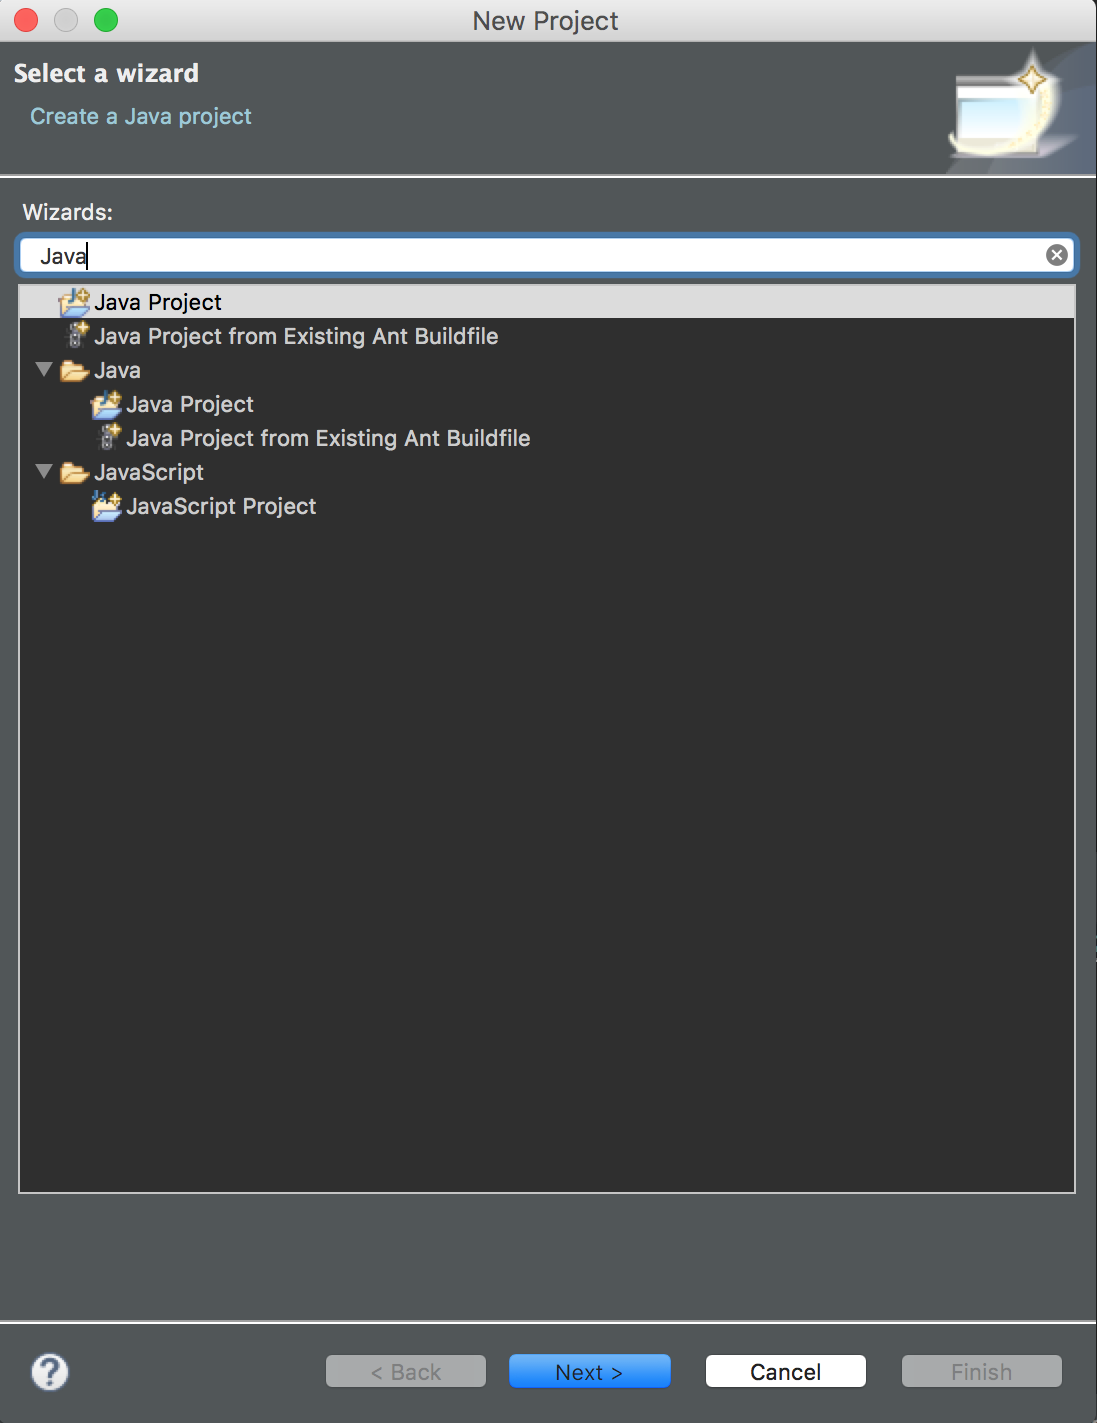 New Project
Select a wizard
Create a Java project
Wizards:
Java
Java Project
Java Project from Existing Ant Buildfile
Java
Java Project
Java Project from Existing Ant Buildfile
JavaScript
JavaScript Project
? < Back Next > Cancel Finish